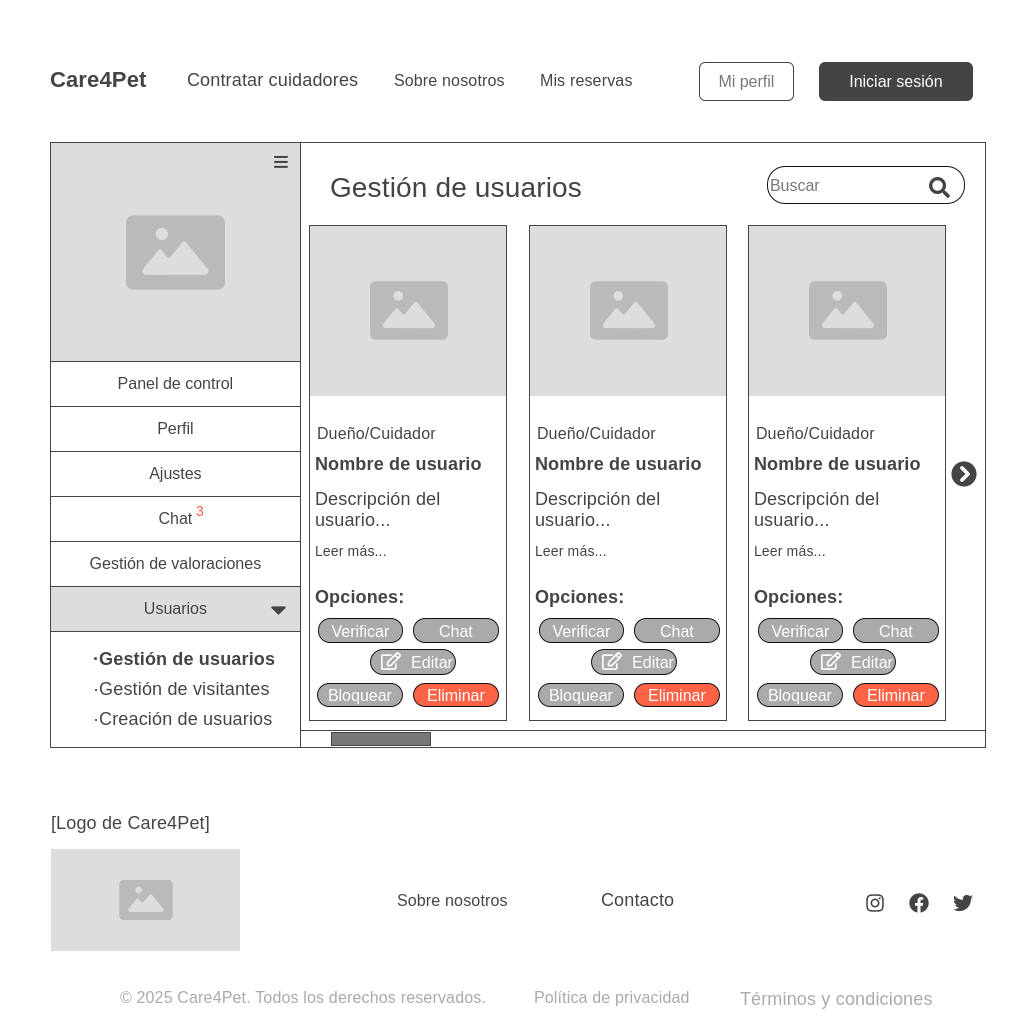 Care4Pet
Contratar cuidadores
Sobre nosotros
Mis reservas
Mi perfil
Iniciar sesión
Panel de control
Perfil
Ajustes
Chat 3
Gestión de valoraciones
Usuarios
·Gestión de usuarios
·Gestión de visitantes
·Creación de usuarios
Gestión de usuarios
Buscar
Dueño/Cuidador
Nombre de usuario
Descripción del
usuario...
Leer más...
Opciones:
Verificar
Chat
Editar
Bloquear
Eliminar
Dueño/Cuidador
Nombre de usuario
Descripción del
usuario...
Leer más...
Opciones:
Verificar
Chat
Editar
Bloquear
Eliminar
Dueño/Cuidador
Nombre de usuario
Descripción del
usuario...
Leer más...
Opciones:
Verificar
Chat
Editar
Bloquear
Eliminar
[Logo de Care4Pet]
Sobre nosotros
Contacto
© 2025 Care4Pet. Todos los derechos reservados.
Política de privacidad
Términos y condiciones